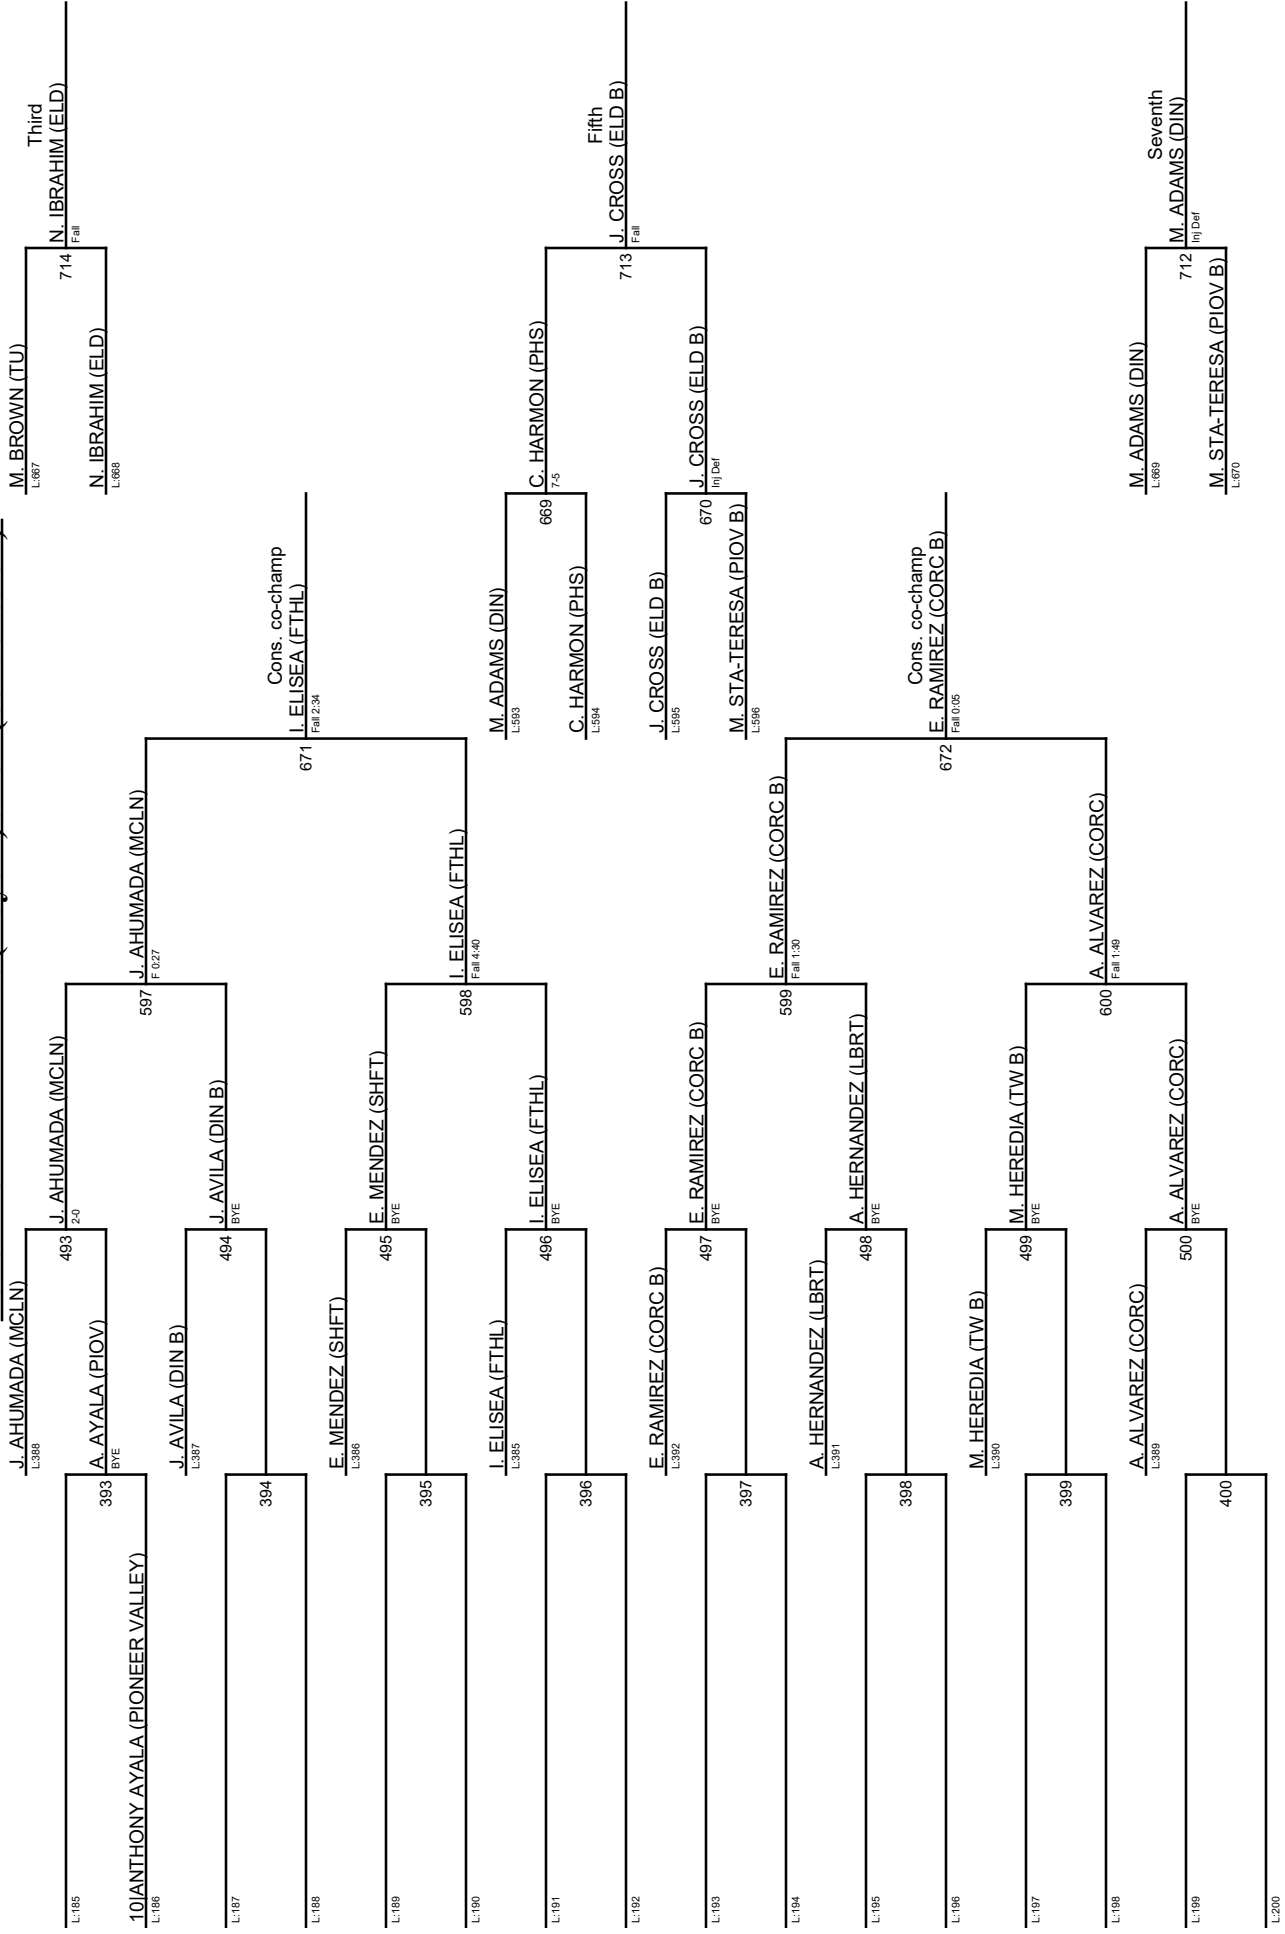 L:185
10|ANTHONY AYALA (PIONEER VALLEY)
L:186
L:187
L:188
L:189
L:190
L:191
L:192
L:193
L:194
L:195
L:196
L:197
L:198
L:199
L:200
393
394
395
396
397
398
399
400
J. AHUMADA (MCLN)
L:388
A. AYALA (PIOV)
BYE
J. AVILA (DIN B)
L:387
E. MENDEZ (SHFT)
L:386
I. ELISEA (FTHL)
L:385
E. RAMIREZ (CORC B)
L:392
A. HERNANDEZ (LBRT)
L:391
M. HEREDIA (TW B)
L:390
A. ALVAREZ (CORC)
L:389
493
494
495
496
497
498
499
500
J. AHUMADA (MCLN)
2-0
J. AVILA (DIN B)
BYE
E. MENDEZ (SHFT)
BYE
I. ELISEA (FTHL)
BYE
E. RAMIREZ (CORC B)
BYE
A. HERNANDEZ (LBRT)
BYE
M. HEREDIA (TW B)
BYE
A. ALVAREZ (CORC)
BYE
597
598
599
600
J. AHUMADA (MCLN)
F 0:27
I. ELISEA (FTHL)
Fall 4:40
E. RAMIREZ (CORC B)
Fall 1:30
A. ALVAREZ (CORC)
Fall 1:49
671
672
Cons. co-champ
I. ELISEA (FTHL)
Fall 2:34
Cons. co-champ
E. RAMIREZ (CORC B)
Fall 0:05
M. ADAMS (DIN)
L:593
C. HARMON (PHS)
L:594
J. CROSS (ELD B)
L:595
M. STA-TERESA (PIOV B)
L:596
669
670
M. BROWN (TU)
L:667
N. IBRAHIM (ELD)
L:668
C. HARMON (PHS)
7-5
J. CROSS (ELD B)
Inj Def
M. ADAMS (DIN)
L:669
M. STA-TERESA (PIOV B)
L:670
714
713
712
Third
N. IBRAHIM (ELD)
Fall
Fifth
J. CROSS (ELD B)
Fall
Seventh
M. ADAMS (DIN)
Inj Def